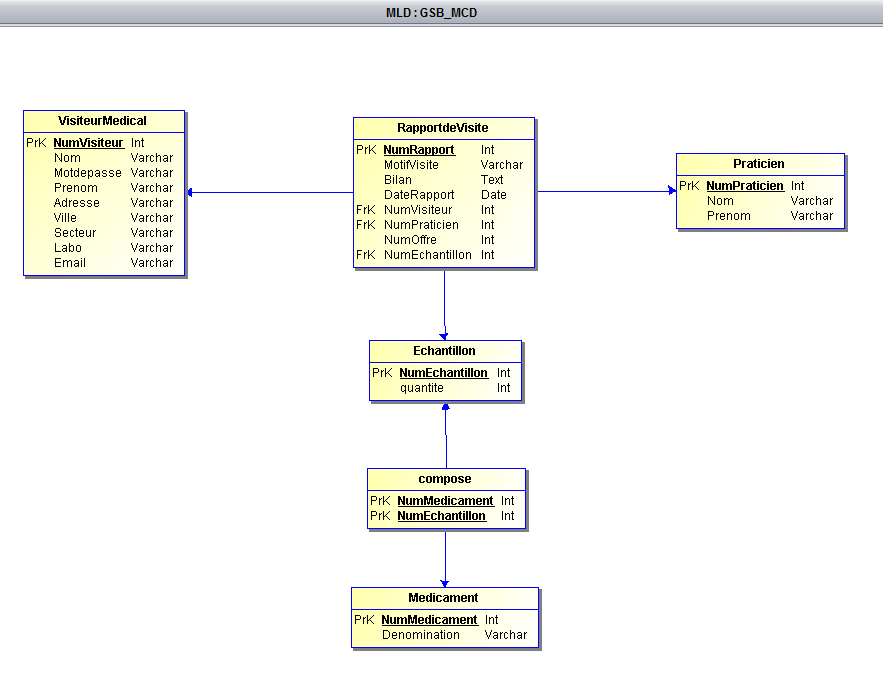 MLD : GSB_MCD
VisiteurMedical
PrK NumVisiteur Int
Nom Varchar
Motdepasse Varchar
Prenom Varchar
Adresse Varchar
Ville Varchar
Secteur Varchar
Labo Varchar
Email Varchar
RapportdeVisite
PrK NumRapport Int
MotifVisite Varchar
Bilan Text
DateRapport Date
FrK NumVisiteur Int
FrK NumPraticien Int
NumOffre Int
FrK NumEchantillon Int
Praticien
PrK NumPraticien Int
Nom Varchar
Prenom Varchar
Echantillon
PrK NumEchantillon Int
quantite Int
compose
PrK NumMedicament Int
PrK NumEchantillon Int
Medicament
PrK NumMedicament Int
Denomination Varchar